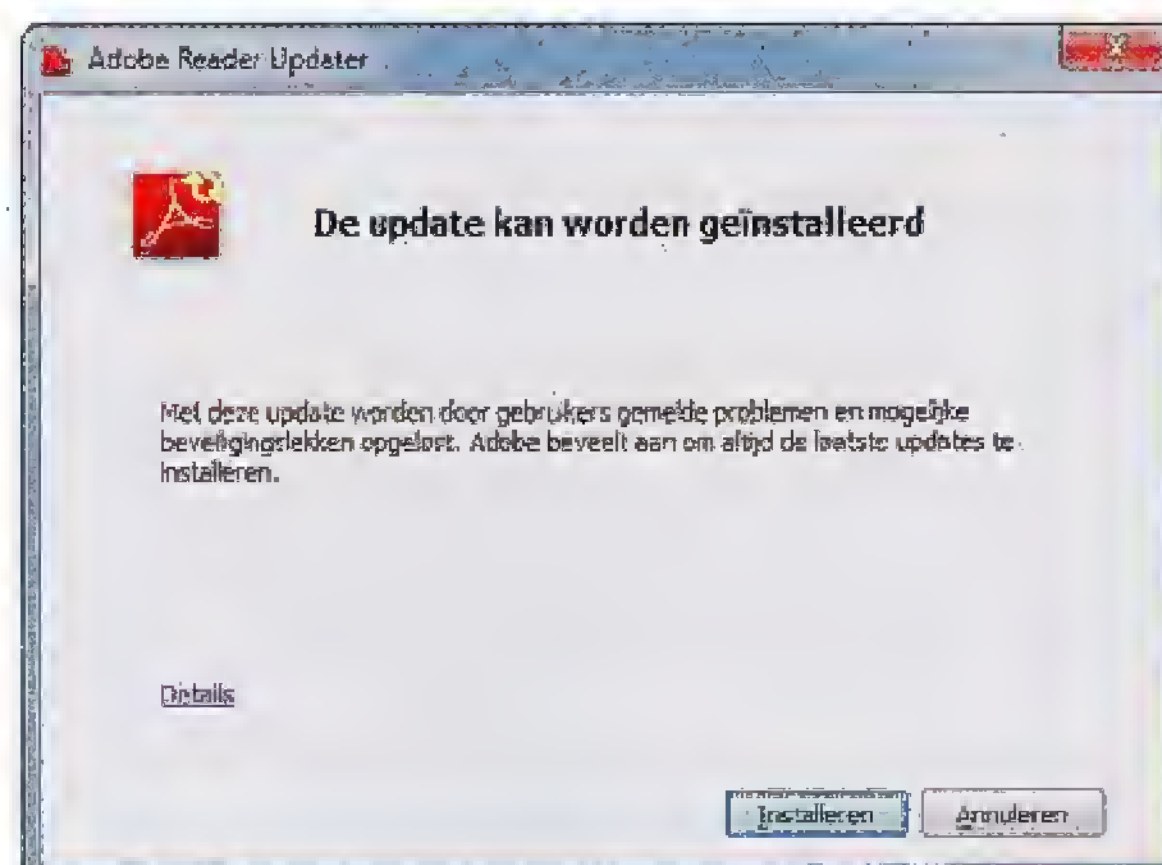 Adobe Reader Updater
De update kan worden geïnstalleerd
Met deze update worden door gebruikers gemelde problemen en mogelijke
beveiligingslekken opgelost. Adobe beveelt aan om altijd de laatste updates te
installeren.
Details
Installeren
Annuleren